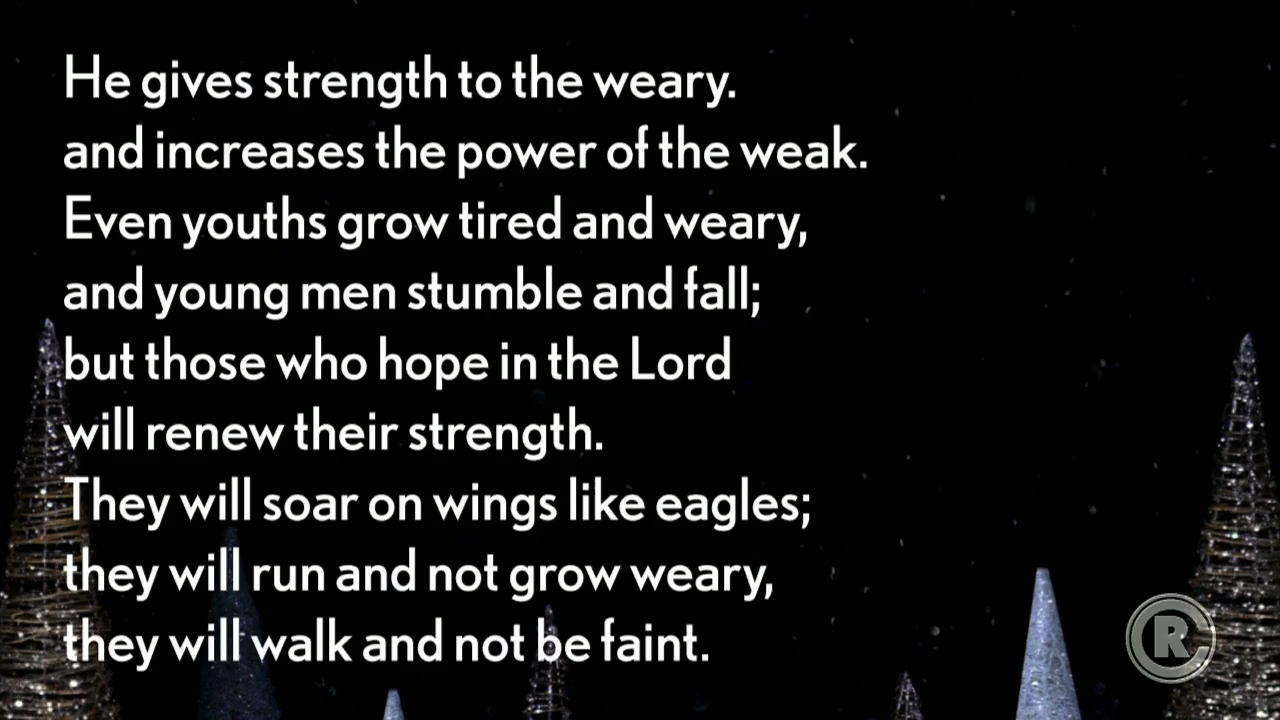 He gives strength to the weary.
and increases the power of the weak.
Even youths grow tired and weary,
and young men stumble and fall;
but those who hope in the Lord
will renew their strength.
They will soar on wings like eagles;
they will run and not grow weary,
they will walk and not be faint.
CR